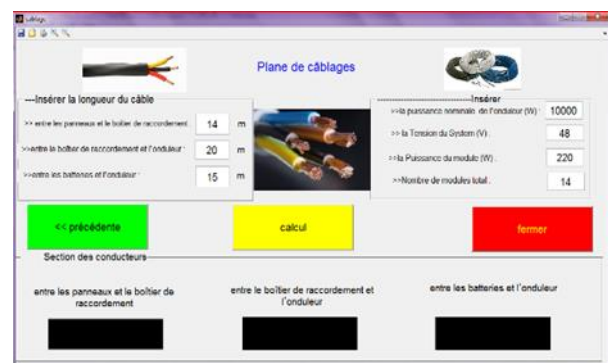 câblage
Plane de câblages
---Insérer la longueur du câble
>> entre les panneaux et le boîtier de raccordement :
14 m
>>entre le boîtier de raccordement et l'onduleur :
20 m
>>entre les batteries et l'onduleur :
15 m
Insérer
>>la puissance nominale de l'onduleur (W) :
10000
>> la Tension du System (V) :
48
>>la Puissance du module (W) :
220
>>Nombre de modules total :
14
<< précédente
calcul
fermer
Section des conducteurs
entre les panneaux et le boîtier de
raccordement
entre le boîtier de raccordement et
l'onduleur
entre les batteries et l'onduleur